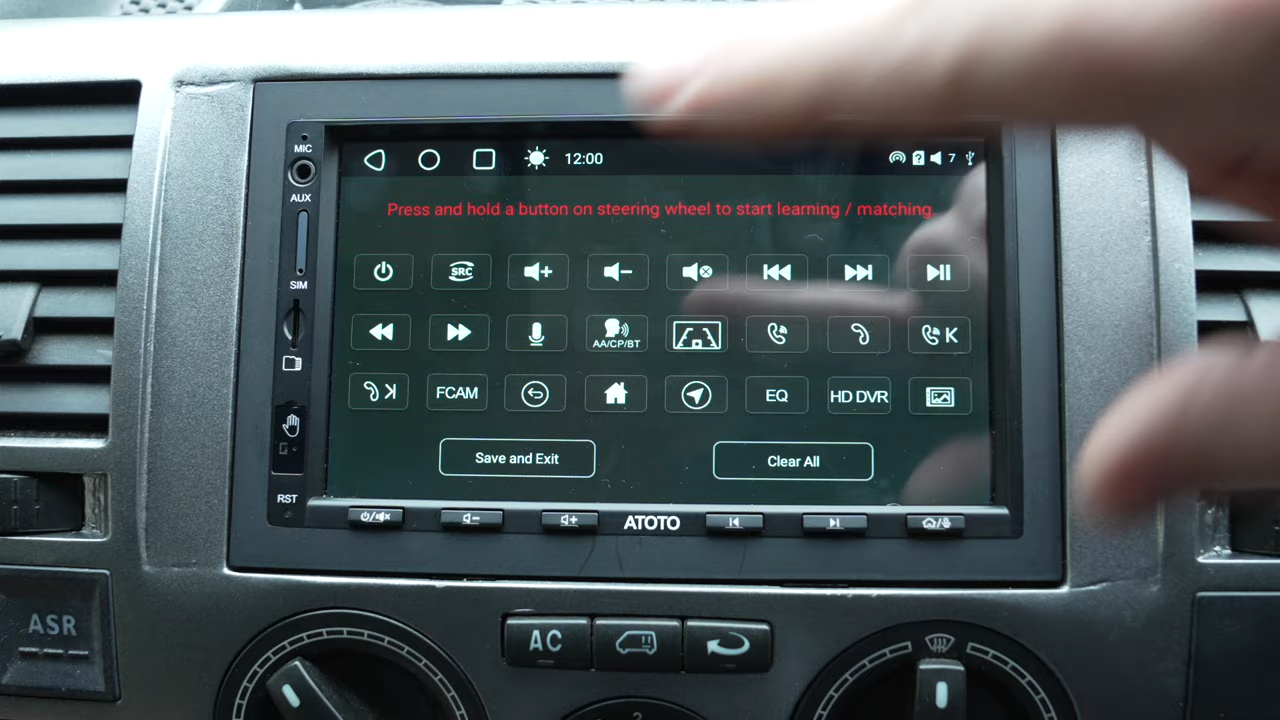 MIC
AUX
SIM
RST
12:00
7
Press and hold a button on steering wheel to start learning / matching.
SRC
AA/CP/BT
K
FCAM
EQ
HD DVR
Save and Exit
Clear All
ATOTO
ASR
AC